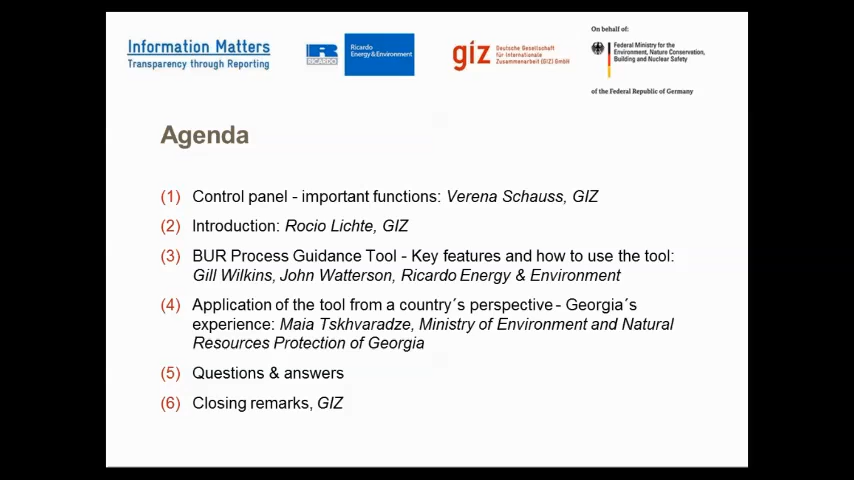 Information Matters
Transparency through Reporting
RICARDO
Ricardo
Energy & Environment
giz
Deutsche Gesellschaft
für Internationale
Zusammenarbeit (GIZ) GmbH
On behalf of:
Federal Ministry for the
Environment, Nature Conservation,
Building and Nuclear Safety
of the Federal Republic of Germany
Agenda
(1) Control panel - important functions: Verena Schauss, GIZ
(2) Introduction: Rocio Lichte, GIZ
(3) BUR Process Guidance Tool - Key features and how to use the tool:
Gill Wilkins, John Watterson, Ricardo Energy & Environment
(4) Application of the tool from a country´s perspective - Georgia´s
experience: Maia Tskhvaradze, Ministry of Environment and Natural
Resources Protection of Georgia
(5) Questions & answers
(6) Closing remarks, GIZ